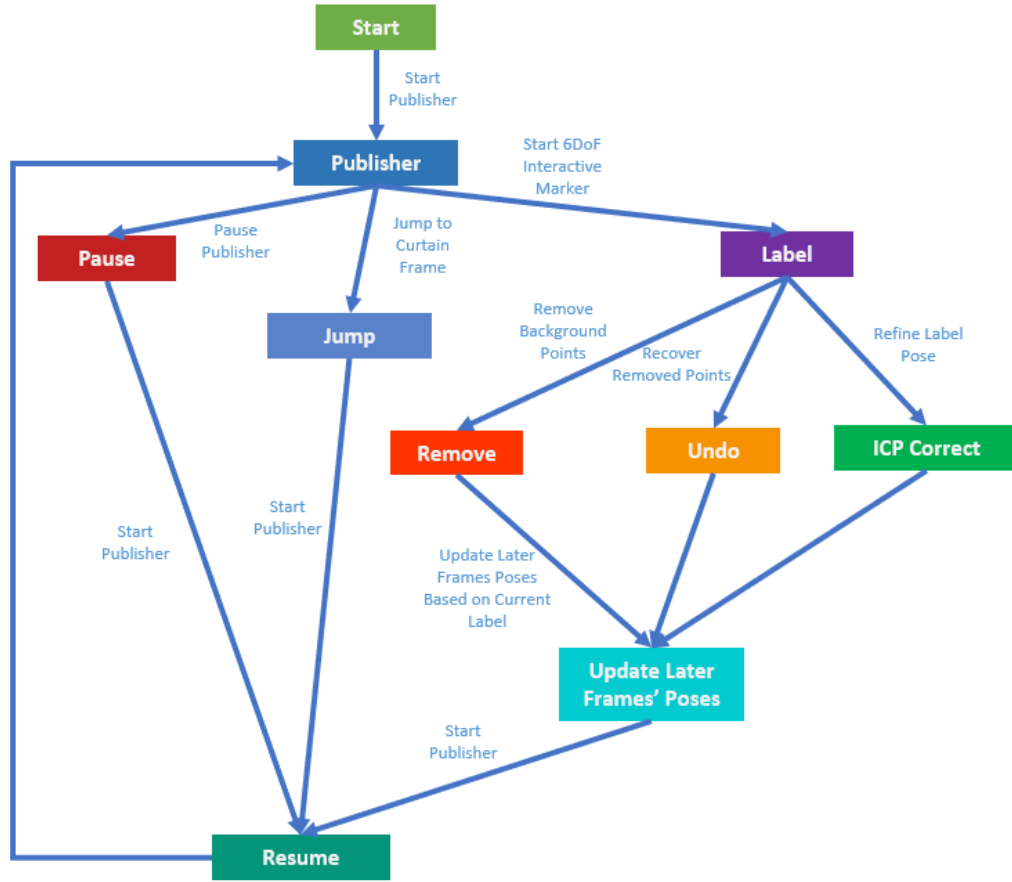 Start
Start
Publisher
Publisher
Start 6DoF
Interactive
Marker
Pause
Publisher
Jump to
Curtain
Frame
Pause
Label
Jump
Remove
Background
Points
Recover
Removed Points
Refine Label
Pose
Remove
Undo
ICP Correct
Start
Publisher
Start
Publisher
Update Later
Frames Poses
Based on Current
Label
Update Later
Frames’ Poses
Start
Publisher
Resume